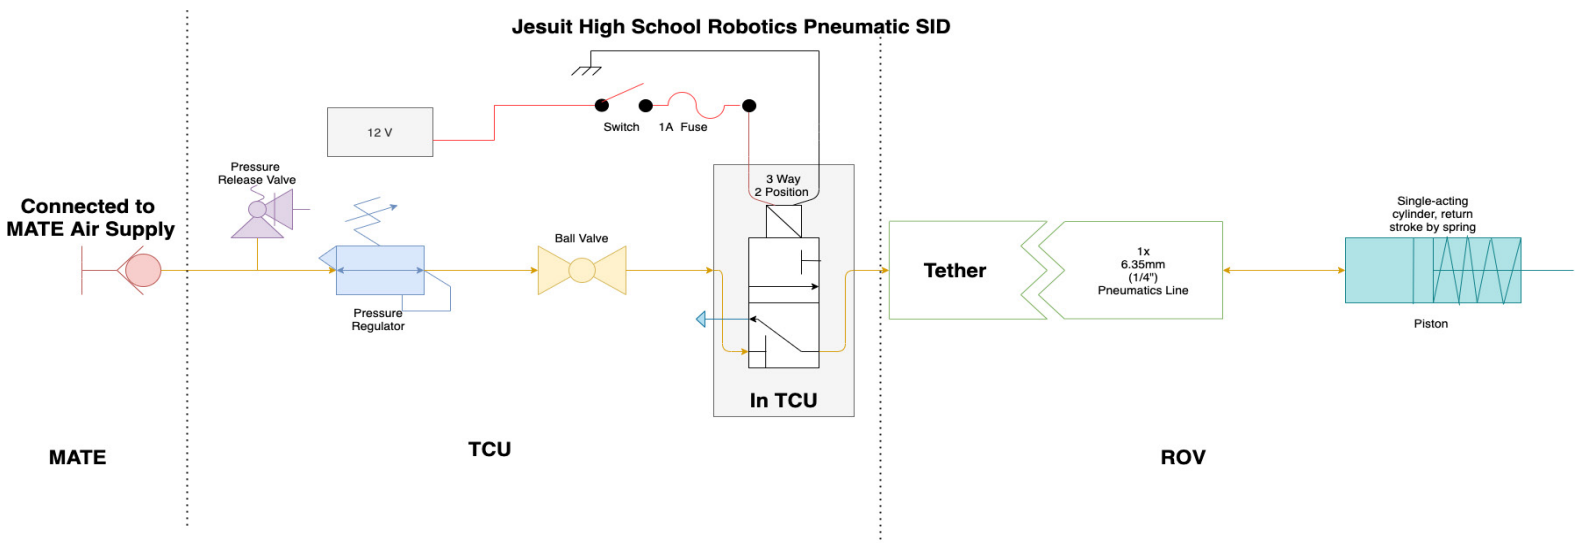 Jesuit High School Robotics Pneumatic SID
12 V
Switch
1A Fuse
Pressure
Release Valve
3 Way
2 Position
Connected to
MATE Air Supply
Ball Valve
Pressure
Regulator
In TCU
Tether
1x
6.35mm
(1/4")
Pneumatics Line
Single-acting
cylinder, return
stroke by spring
Piston
MATE
TCU
ROV